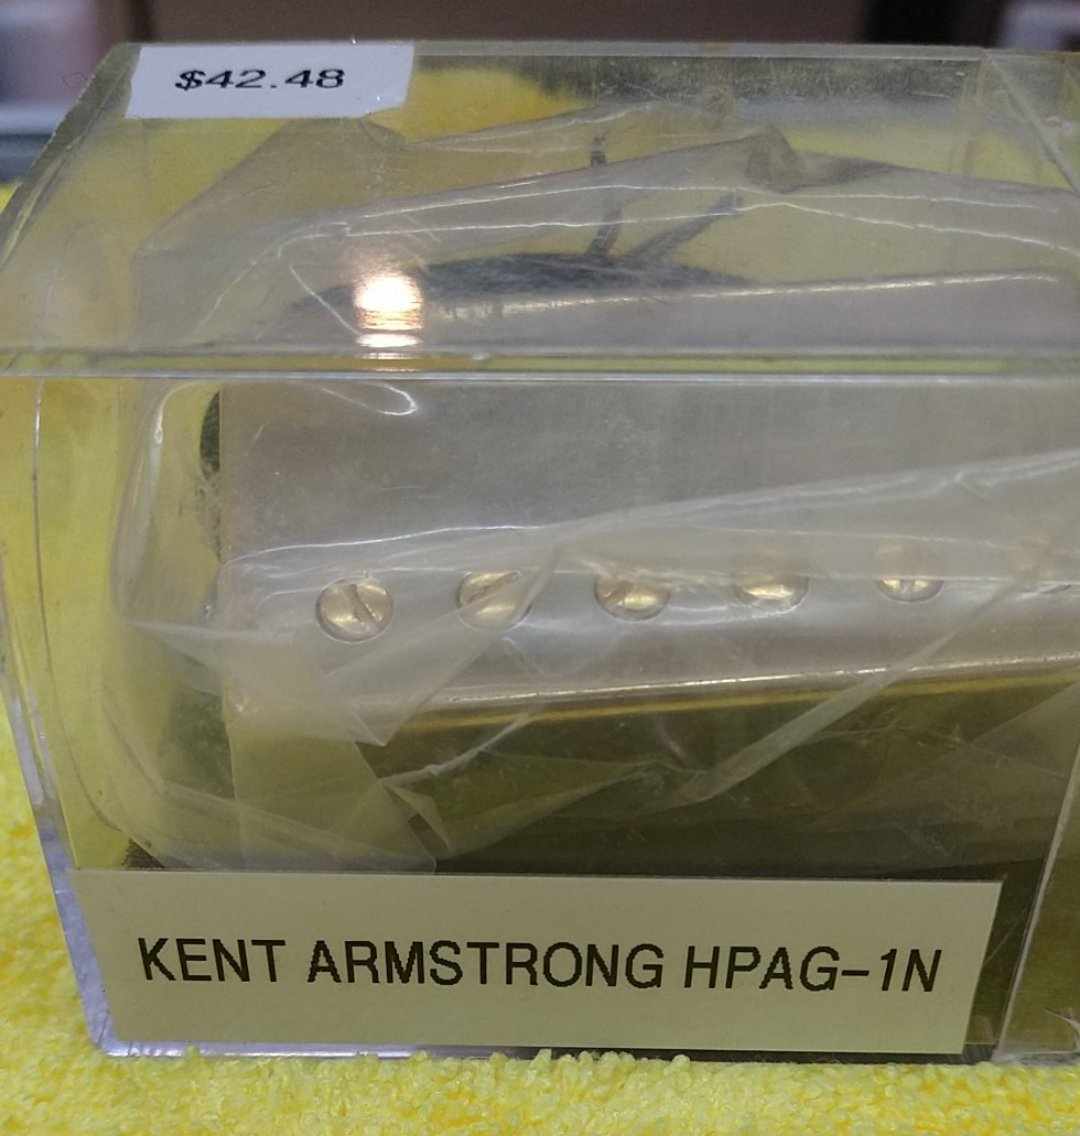 $42.48
KENT ARMSTRONG HPAG-1N